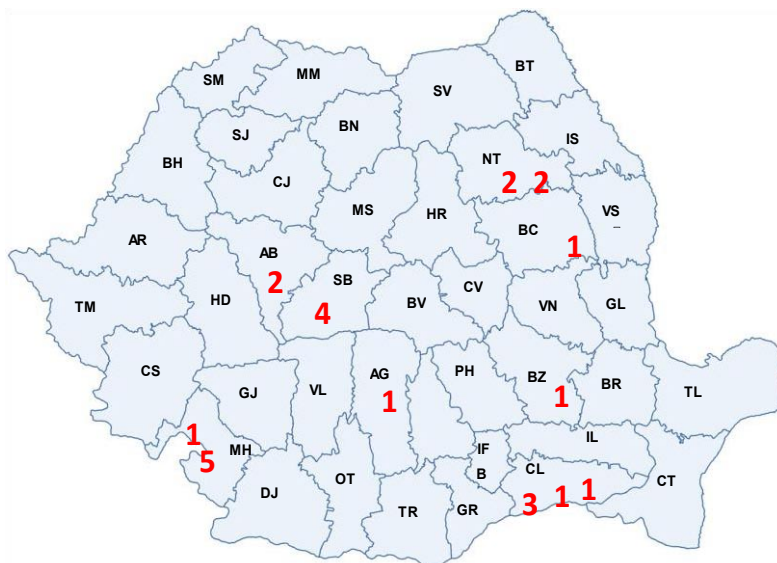 BT
MM
SM
SV
BN
SJ
IS
NT
BH
CJ
2 2
MS
HR
VS
BC
AR
1
AB
SB
2
CV
BV
HD
TM
VN
GL
4
CS
AG
PH
BZ
BR
GJ
VL
TL
1
1
1
IL
MH
IF
5
CL
B
CT
OT
DJ
1
1
3
GR
TR